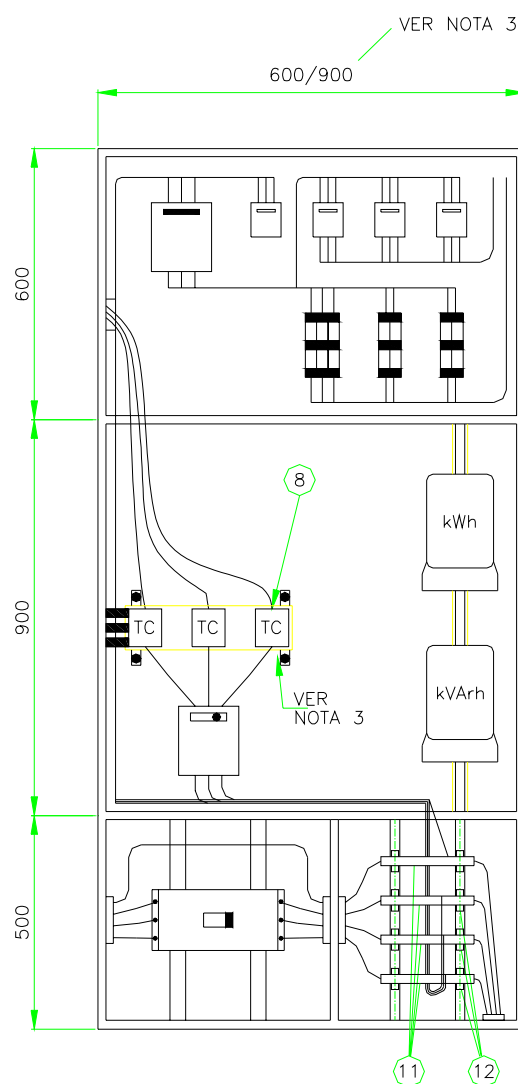 VER NOTA 3
600/900
600
8
kWh
900
TC TC TC
kVArh
VER
NOTA 3
500
11 12